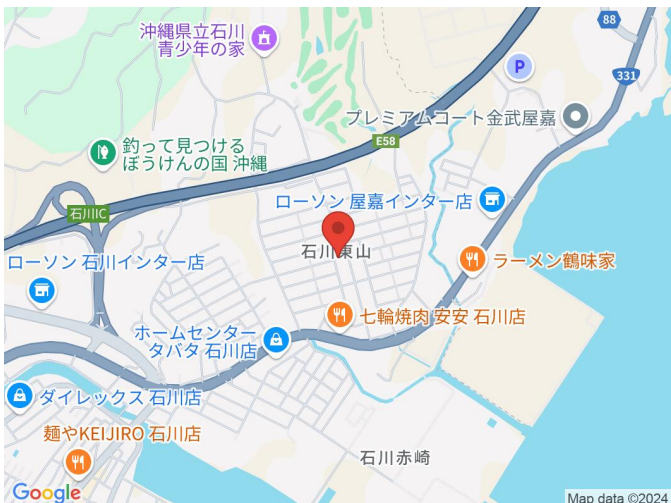 88
沖縄県立石川
青少年の家
331
P
プレミアムコート金武屋嘉
E58
釣って見つける
ぼうけんの国 沖縄
ローソン 屋嘉インター店
石川IC
石川東山
ラーメン鶴味家
ローソン 石川インター店
七輪焼肉 安安 石川店
ホームセンター
タバタ 石川店
ダイレックス 石川店
麺やKEIJIRO 石川店
石川赤崎
Google
Map data ©2024